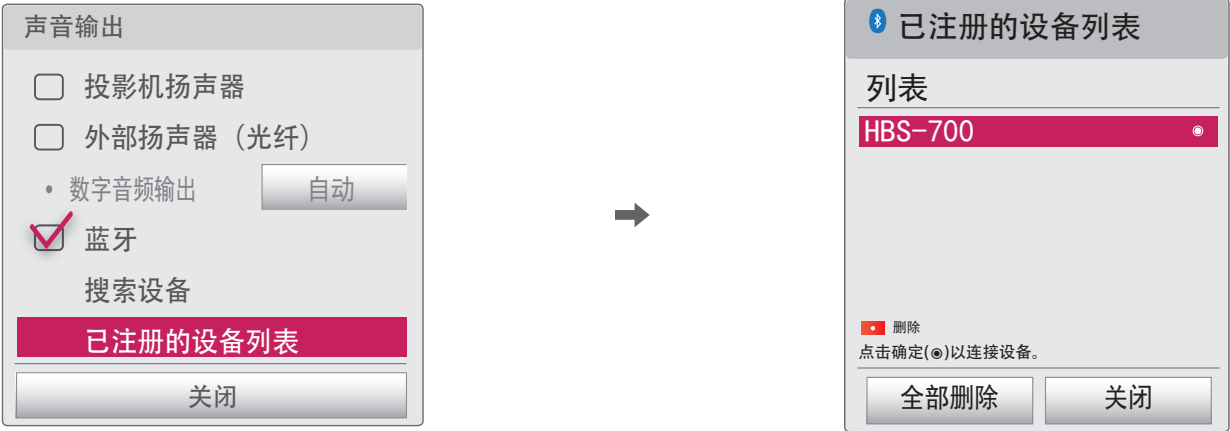 声音输出
投影机扬声器
外部扬声器（光纤）
• 数字音频输出 自动
蓝牙
搜索设备
已注册的设备列表
关闭
已注册的设备列表
列表
HBS-700
删除
点击确定(◉)以连接设备。
全部删除 关闭